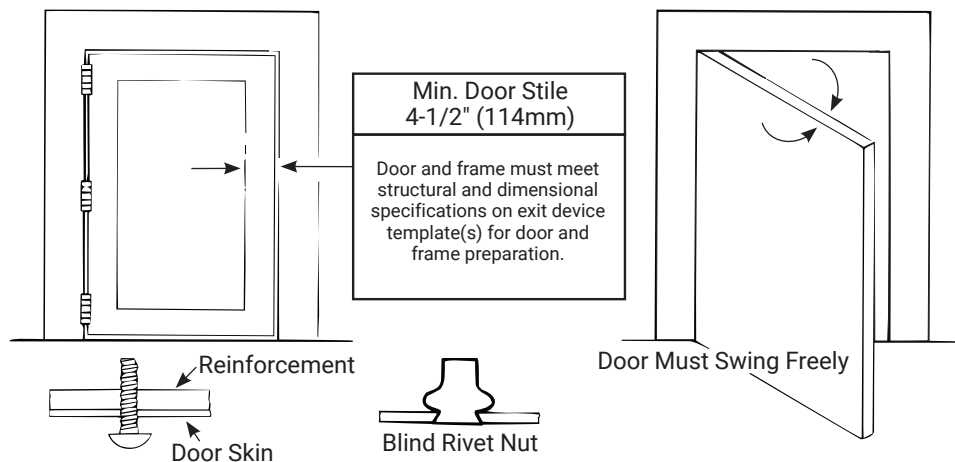 Min. Door Stile
4-1/2" (114mm)
Door and frame must meet
structural and dimensional
specifications on exit device
template(s) for door and
frame preparation.
Reinforcement
Door Skin
Blind Rivet Nut
Door Must Swing Freely